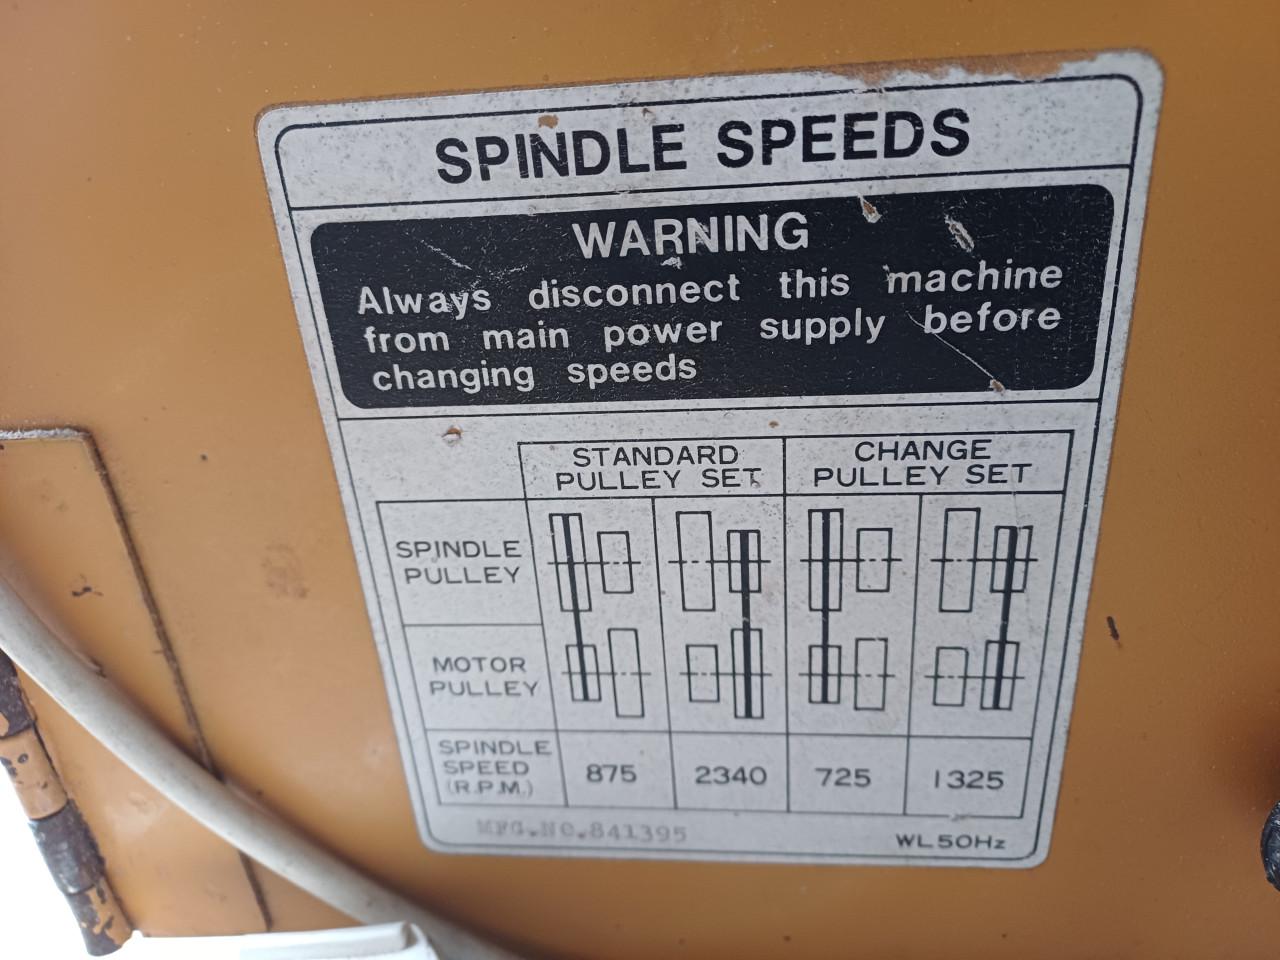 SPINDLE SPEEDS
WARNING
Always disconnect this machine
from main power supply before
changing speeds
STANDARD
PULLEY SET
CHANGE
PULLEY SET
SPINDLE
PULLEY
MOTOR
PULLEY
SPINDLE
SPEED
(R.P.M.)
875 2340 725 1325
MFG.NO.841395
WL50Hz